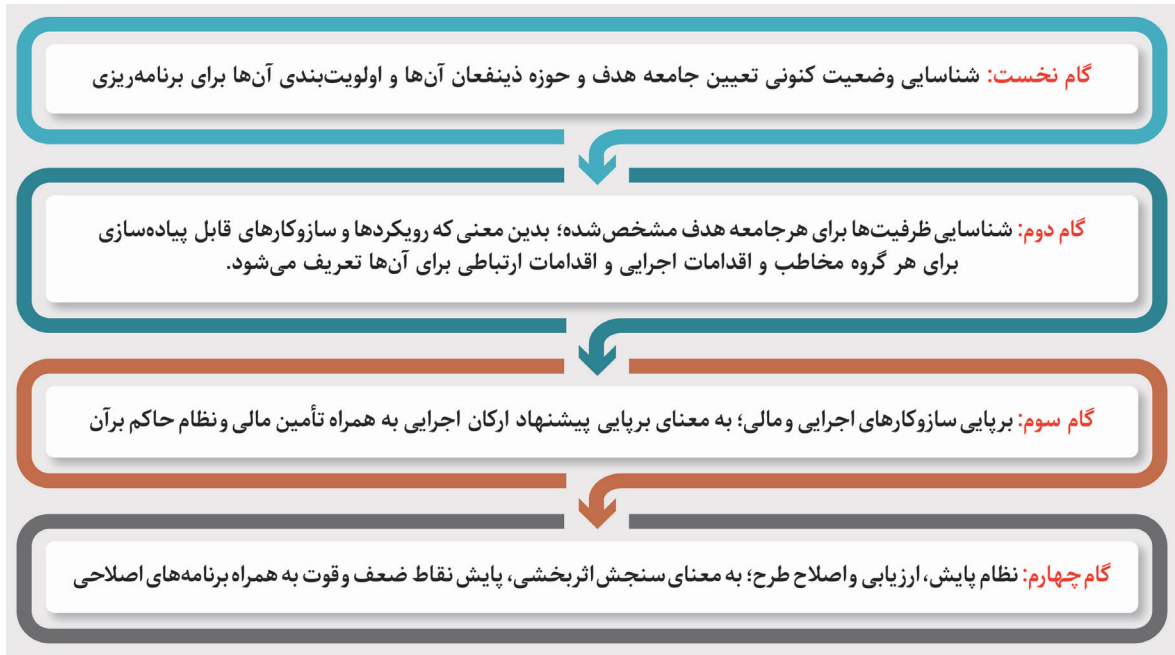 گام نخست: شناسایی وضعیت کنونی تعیین جامعه هدف و حوزه ذینفعان آن‌ها و اولویت‌بندی آن‌ها برای برنامه‌ریزی
گام دوم: شناسایی ظرفیت‌ها برای هرجامعه هدف مشخص‌شده؛ بدین معنی که رویکردها و سازوکارهای قابل پیاده‌سازی
برای هر گروه مخاطب و اقدامات اجرایی و اقدامات ارتباطی برای آن‌ها تعریف می‌شود.
گام سوم: برپایی سازوکارهای اجرایی ومالی؛ به معنای برپایی پیشنهاد ارکان اجرایی به همراه تأمین مالی ونظام حاکم برآن
گام چهارم: نظام پایش، ارزیابی واصلاح طرح؛ به معنای سنجش اثربخشی، پایش نقاط ضعف وقوت به همراه برنامه‌های اصلاحی